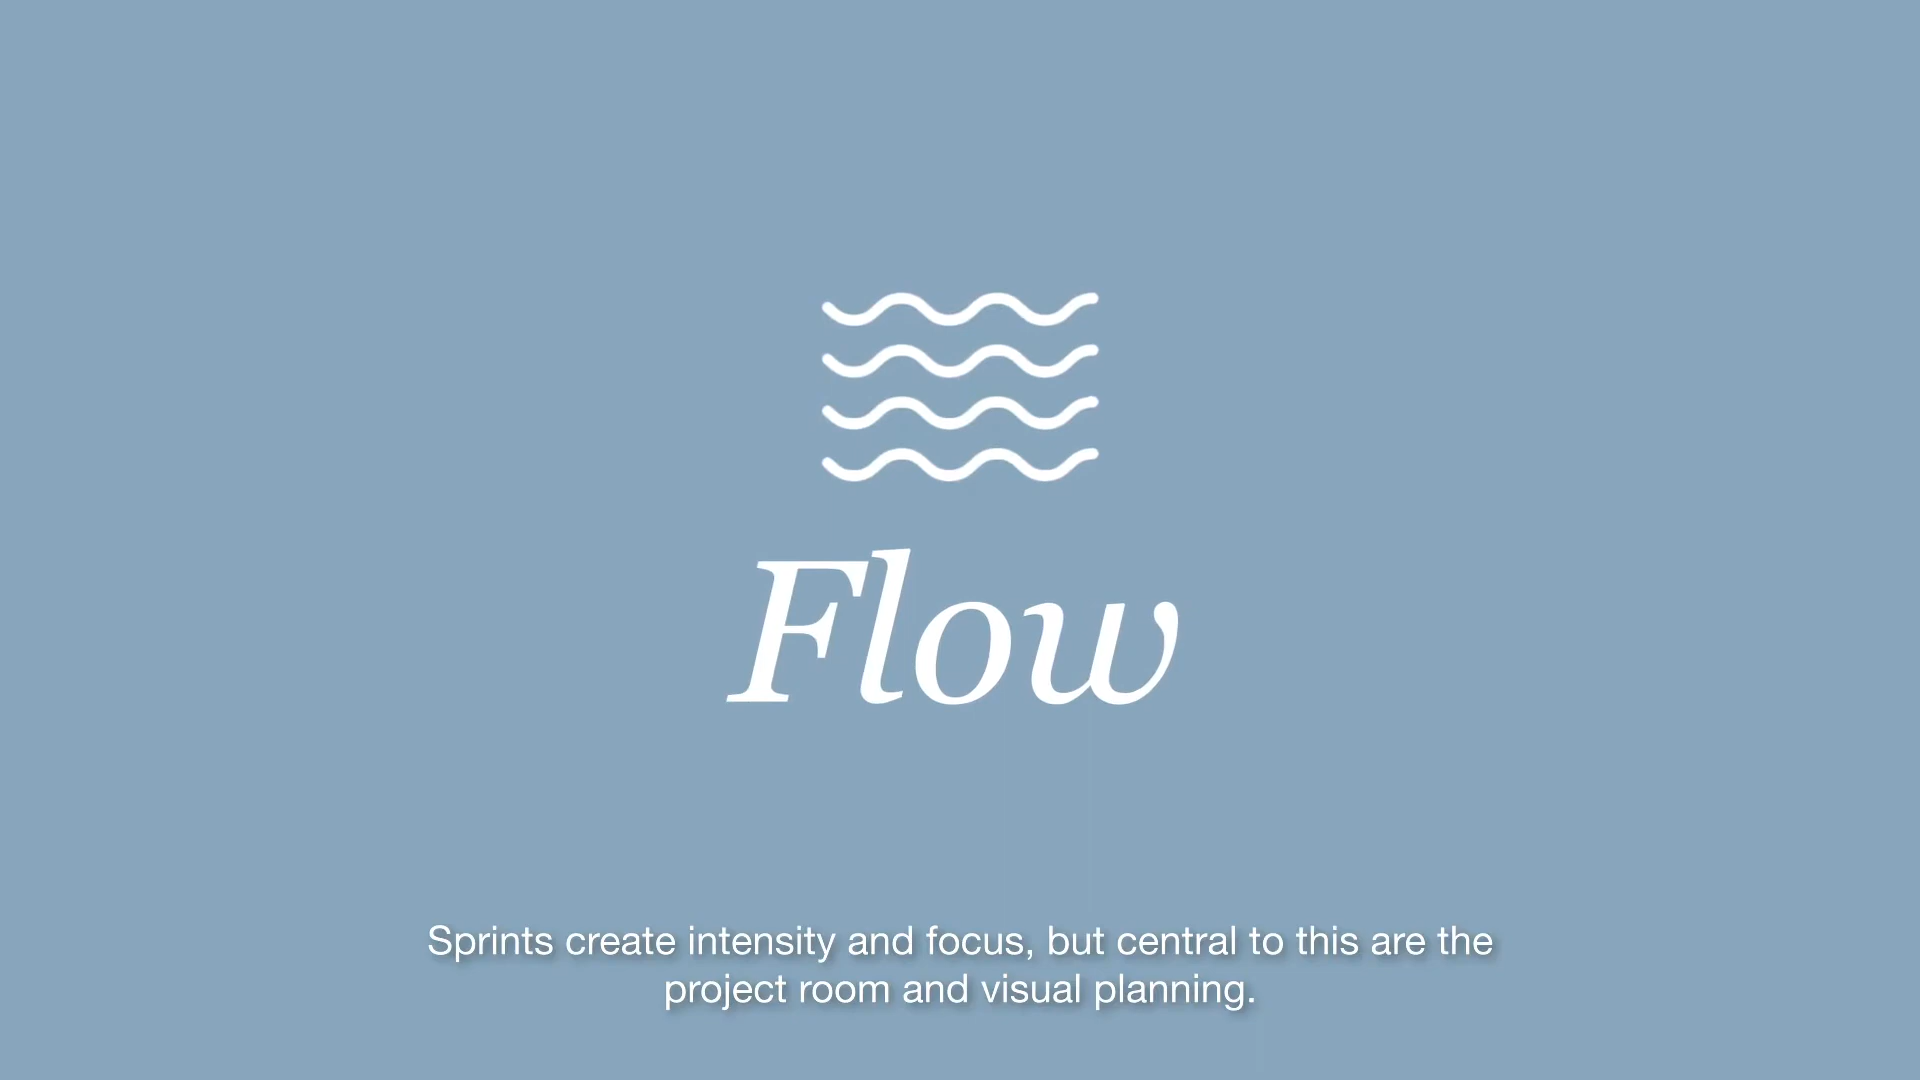 Flow
Sprints create intensity and focus, but central to this are the
project room and visual planning.